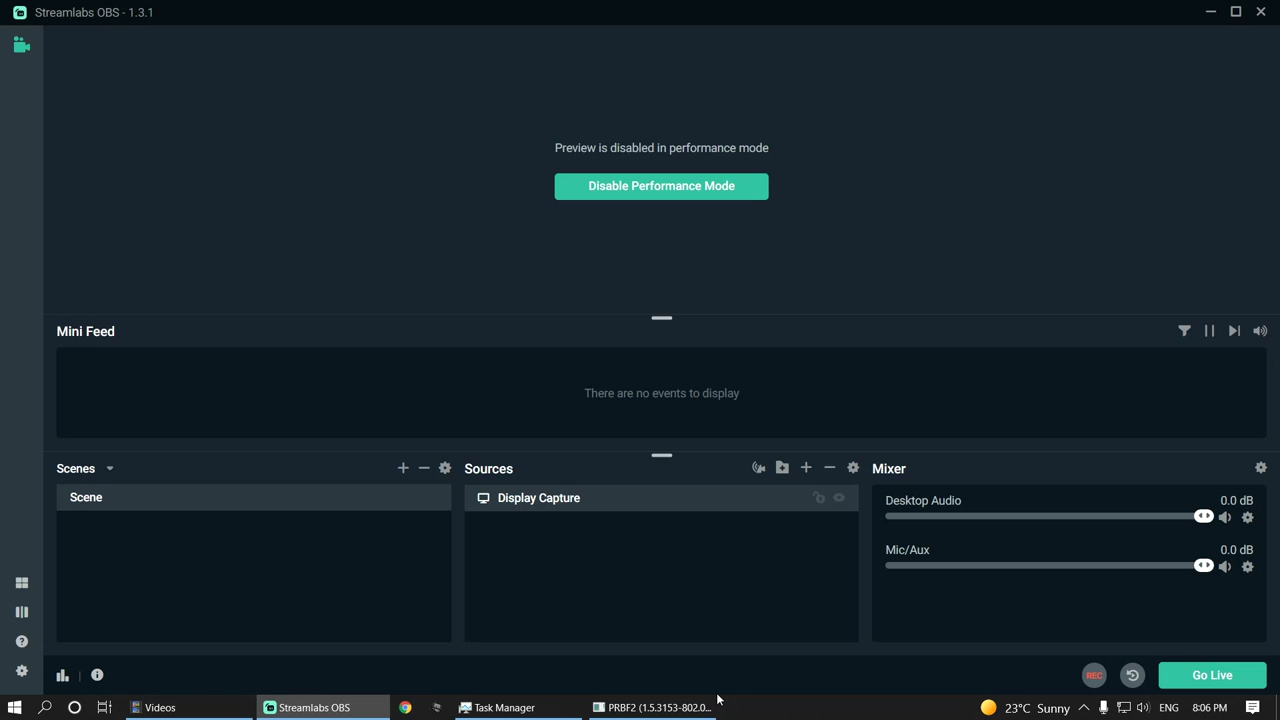 Streamlabs OBS - 1.3.1
Preview is disabled in performance mode
Disable Performance Mode
Mini Feed
There are no events to display
Scenes
Scene
Sources
Display Capture
Mixer
Desktop Audio 0.0 dB
Mic/Aux 0.0 dB
REC
Go Live
Videos
Streamlabs OBS
Task Manager
PRBF2 (1.5.3153-802.0...
23°C Sunny
ENG
8:06 PM